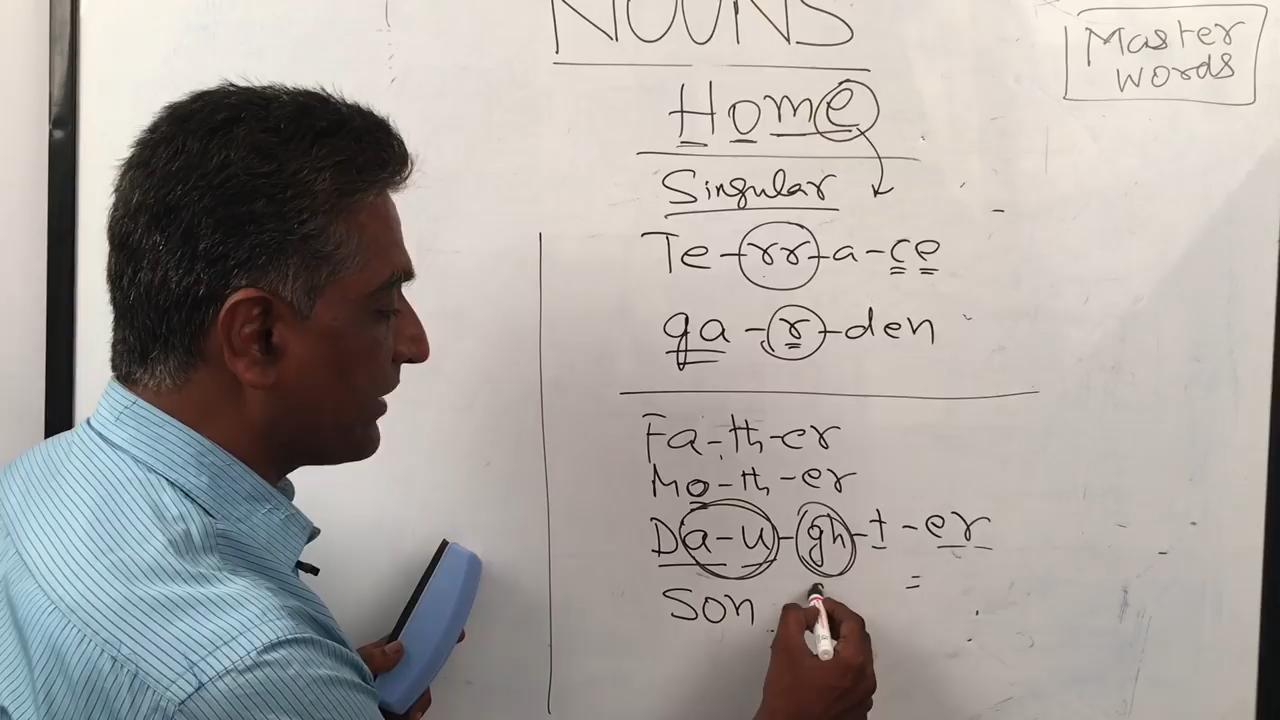 NOUNS
Master
words
Home
Singular
Te-rr-a-ce
ga-r-den
Fa-th-er
Mo-th-er
Da-u-gh-t-er
Son